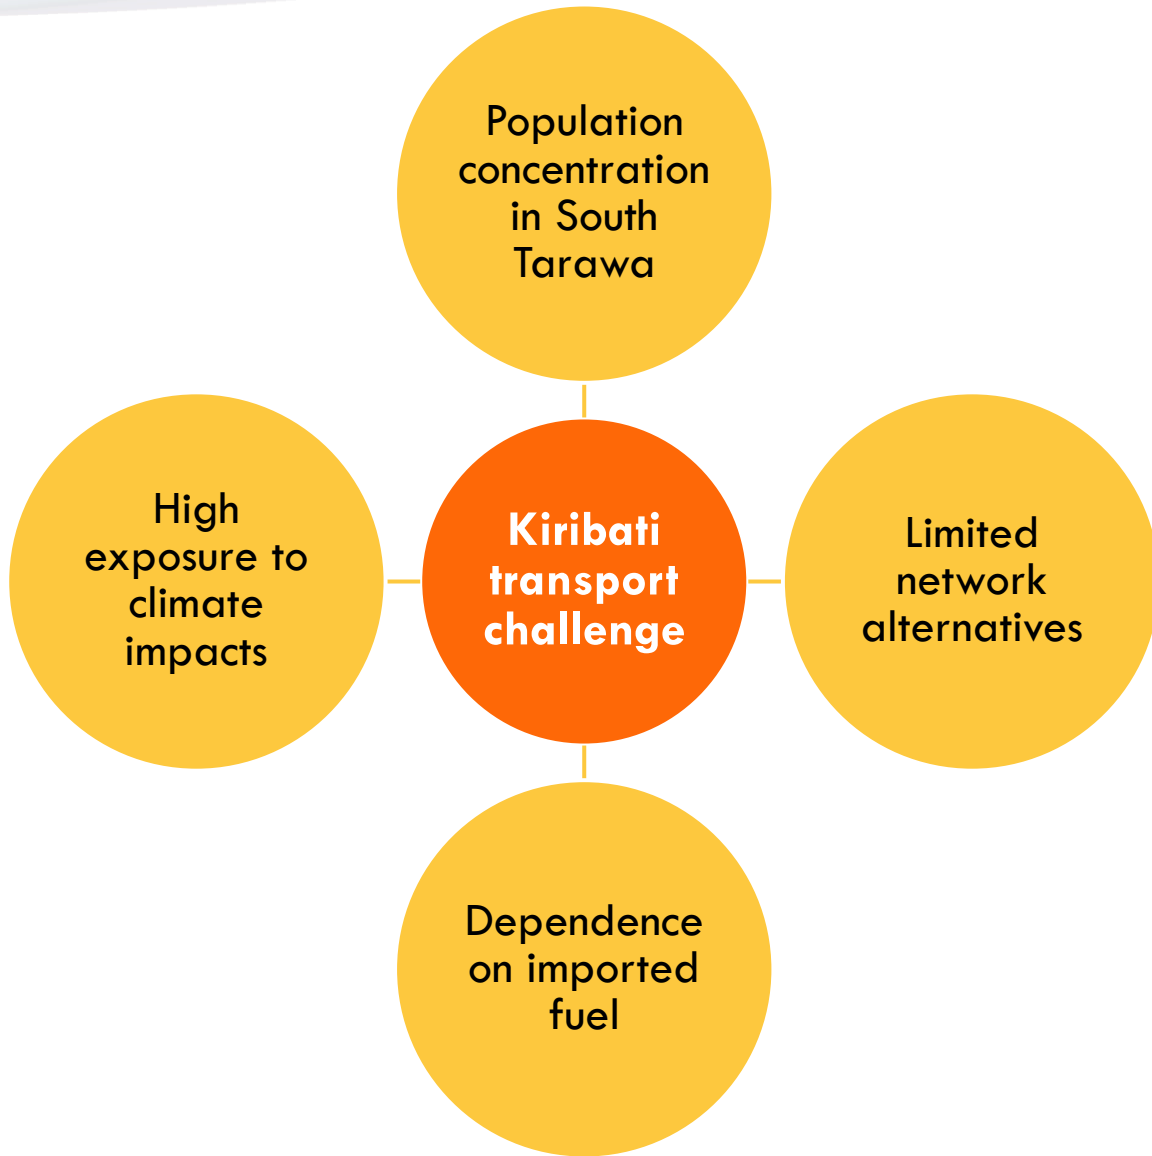 Population
concentration
in South
Tarawa
High
exposure to
climate
impacts
Kiribati
transport
challenge
Limited
network
alternatives
Dependence
on imported
fuel